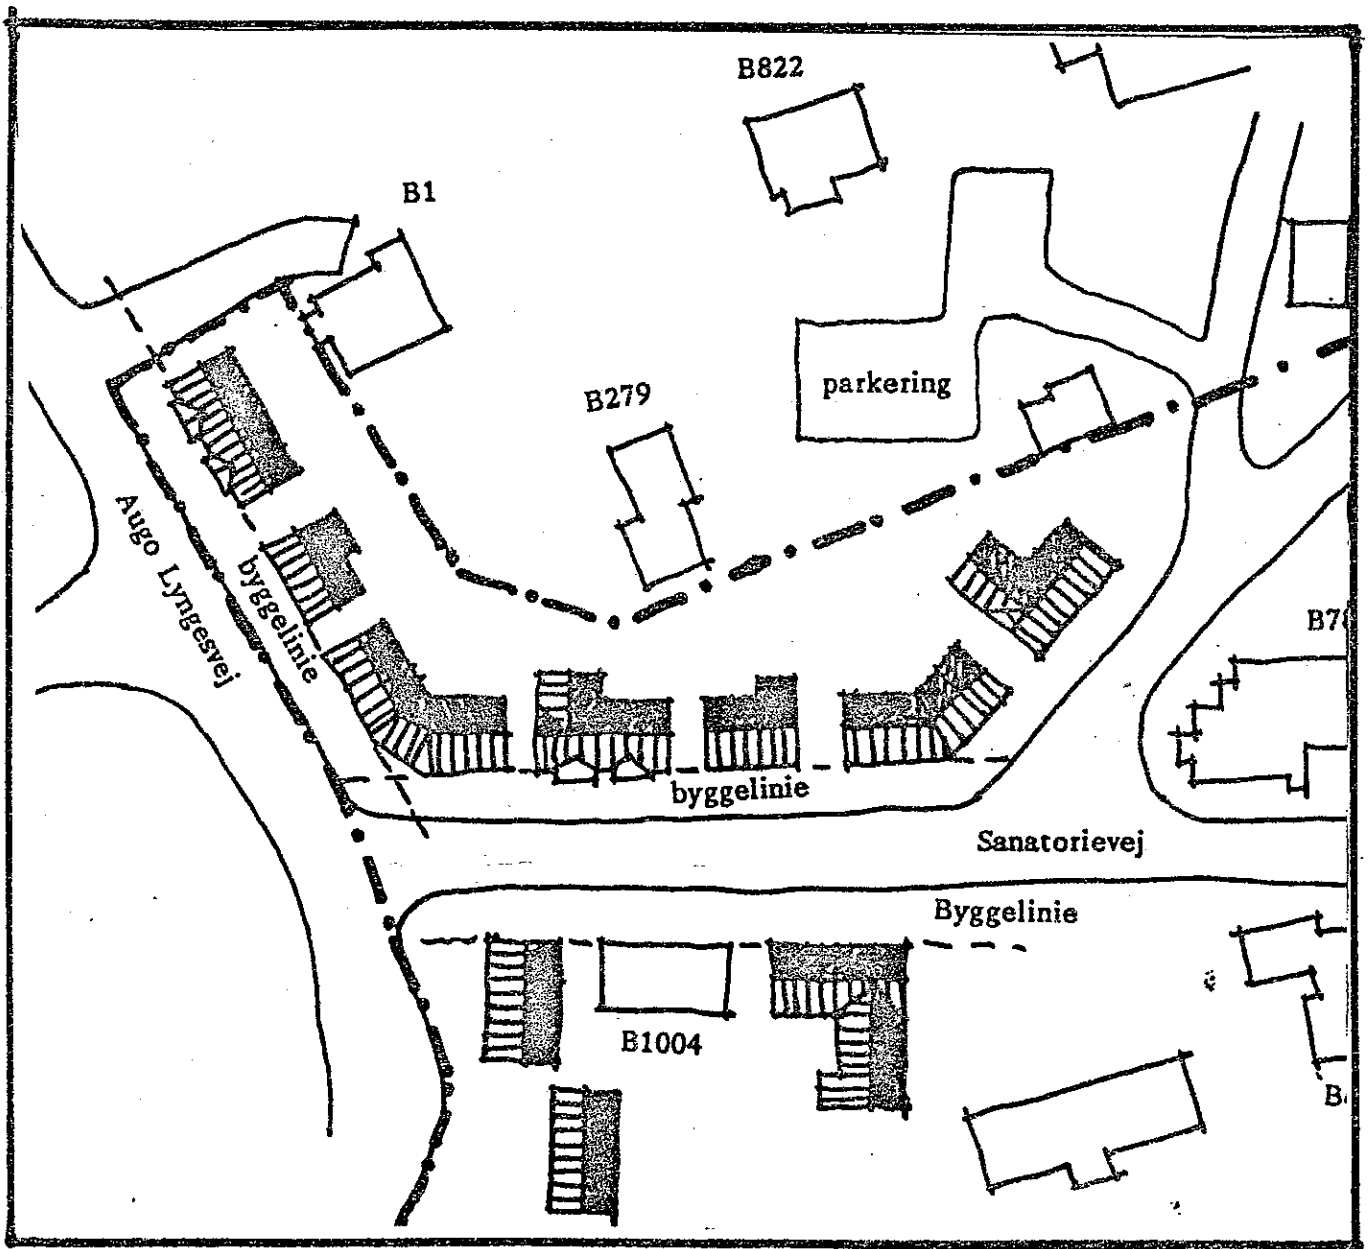 B822
B1
B279
parkering
Augo Lyngesvej
byggelinie
byggelinie
Sanatorievej
Byggelinie
B1004